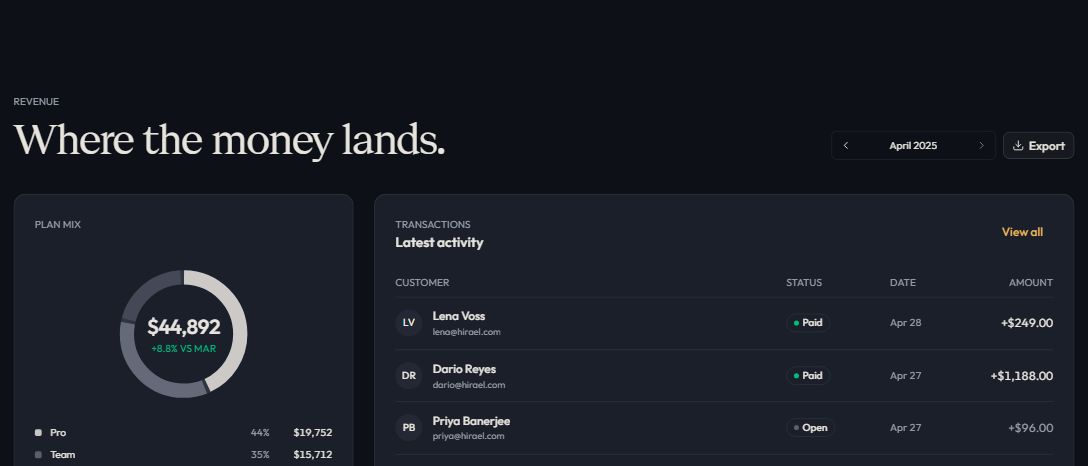 REVENUE
Where the money lands.
April 2025
Export
PLAN MIX
$44,892
+8.8% VS MAR
Pro 44% $19,752
Team 35% $15,712
TRANSACTIONS
Latest activity
View all
CUSTOMER STATUS DATE AMOUNT
LV Lena Voss Paid Apr 28 +$249.00
lena@hirael.com
DR Dario Reyes Paid Apr 27 +$1,188.00
dario@hirael.com
PB Priya Banerjee Open Apr 27 +$96.00
priya@hirael.com